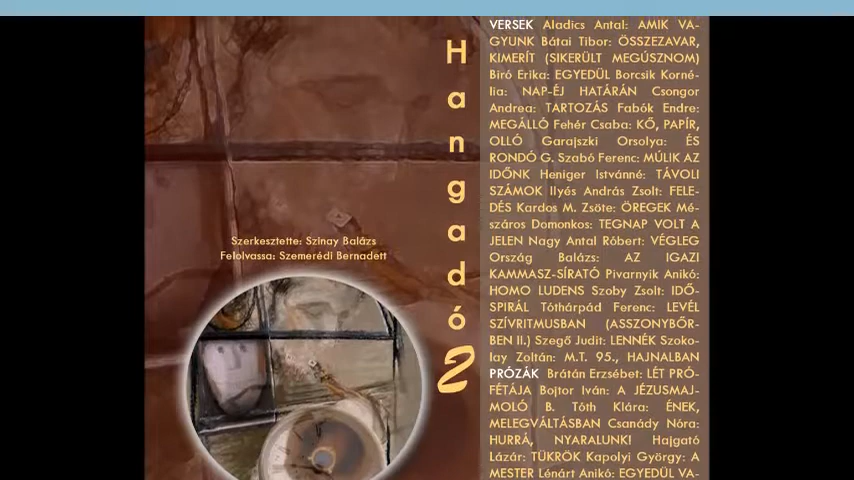 H
a
n
g
a
d
ó
2
Szerkesztette: Szinay Balázs
Felolvassa: Szemerédi Bernadett
VERSEK Aladics Antal: AMIK VA-
GYUNK Bátai Tibor: ÖSSZEZAVAR,
KIMERÍT (SIKERÜLT MEGÚSZNOM)
Biró Erika: EGYEDÜL Borcsik Korné-
lia: NAP-ÉJ HATÁRÁN Csongor
Andrea: TARTOZÁS Fabók Endre:
MEGÁLLÓ Fehér Csaba: KŐ, PAPÍR,
OLLÓ Garajszki Orsolya: ÉS
RONDÓ G. Szabó Ferenc: MÚLIK AZ
IDŐNK Heniger Istvánné: TÁVOLI
SZÁMOK Ilyés András Zsolt: FELE-
DÉS Kardos M. Zsöte: ÖREGEK Mé-
száros Domonkos: TEGNAP VOLT A
JELEN Nagy Antal Róbert: VÉGLEG
Ország Balázs: AZ IGAZI
KAMMASZ-SÍRATÓ Pivarnyik Anikó:
HOMO LUDENS Szoby Zsolt: IDŐ-
SPIRÁL Tóthárpád Ferenc: LEVÉL
SZÍVRITMUSBAN (ASSZONYBŐR-
BEN II.) Szegő Judit: LENNÉK Szoko-
lay Zoltán: M.T. 95., HAJNALBAN
PRÓZÁK Brátán Erzsébet: LÉT PRÓ-
FÉTÁJA Bojtor Iván: A JÉZUSMAJ-
MOLÓ B. Tóth Klára: ÉNEK,
MELEGVÁLTÁSBAN Csanády Nóra:
HURRÁ, NYARALUNK! Hajgató
Lázár: TÜKRÖK Kapolyi György: A
MESTER Lénárt Anikó: EGYEDÜL VA-